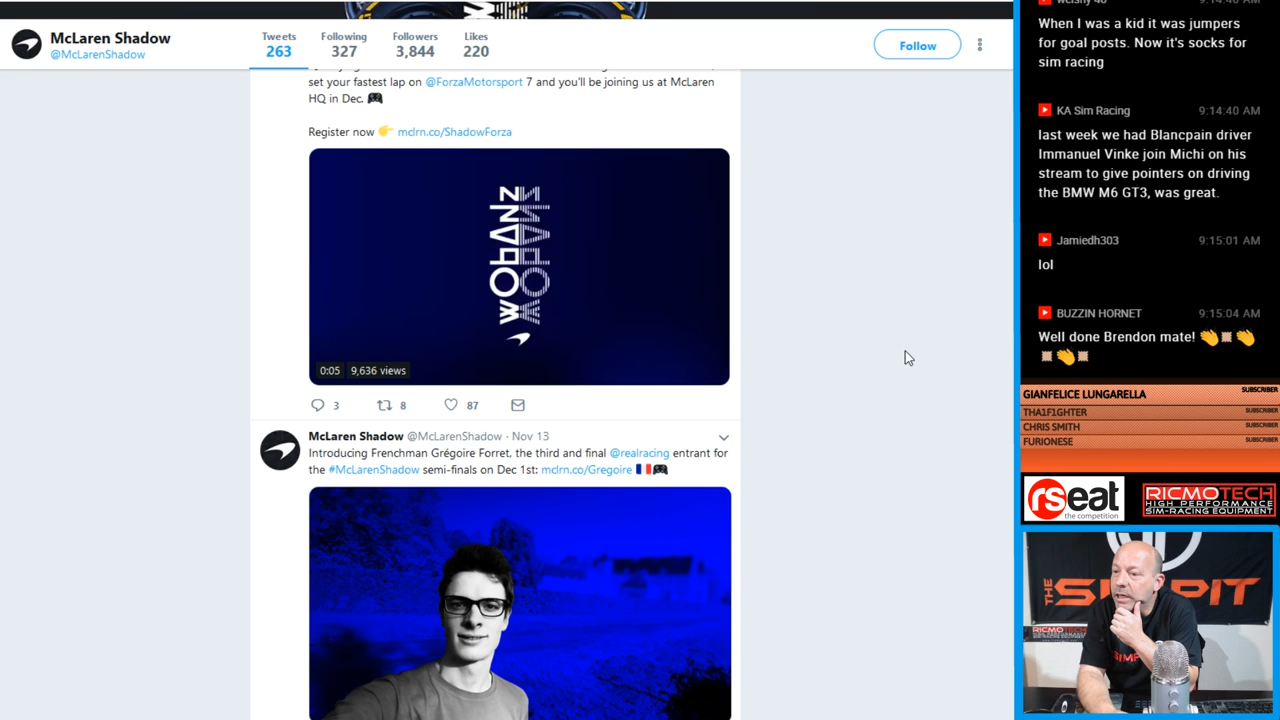 McLaren Shadow
@McLarenShadow
Tweets
263
Following
327
Followers
3,844
Likes
220
Follow
set your fastest lap on @ForzaMotorsport 7 and you'll be joining us at McLaren
HQ in Dec.
Register now mclrn.co/ShadowForza
SHADOW
SHADOW
0:05 9,636 views
3 8 87
McLaren Shadow @McLarenShadow · Nov 13
Introducing Frenchman Grégoire Forret, the third and final @realracing entrant for
the #McLarenShadow semi-finals on Dec 1st: mclrn.co/Gregoire
When I was a kid it was jumpers
for goal posts. Now it's socks for
sim racing
KA Sim Racing 9:14:40 AM
last week we had Blancpain driver
Immanuel Vinke join Michi on his
stream to give pointers on driving
the BMW M6 GT3, was great.
Jamiedh303 9:15:01 AM
lol
BUZZIN HORNET 9:15:04 AM
Well done Brendon mate!
GIANFELICE LUNGARELLA SUBSCRIBER
THA1F1GHTER SUBSCRIBER
CHRIS SMITH SUBSCRIBER
FURIONESE SUBSCRIBER
rseat
the competition
RICMOTECH
HIGH PERFORMANCE
SIM-RACING EQUIPMENT
THE
RICMOTECH